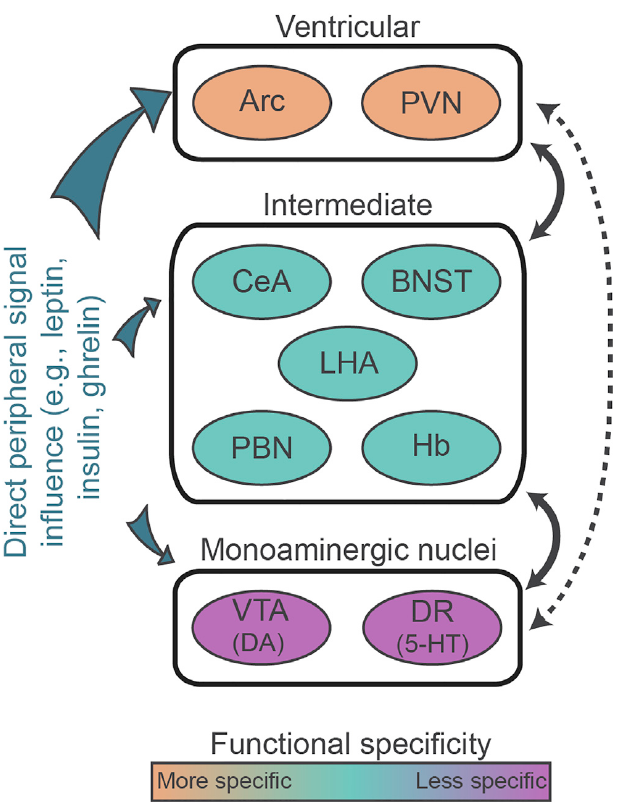 Ventricular
Arc
PVN
Direct peripheral signal
influence (e.g., leptin,
insulin, ghrelin)
Intermediate
CeA
BNST
LHA
PBN
Hb
Monoaminergic nuclei
VTA
(DA)
DR
(5-HT)
Functional specificity
More specific
Less specific